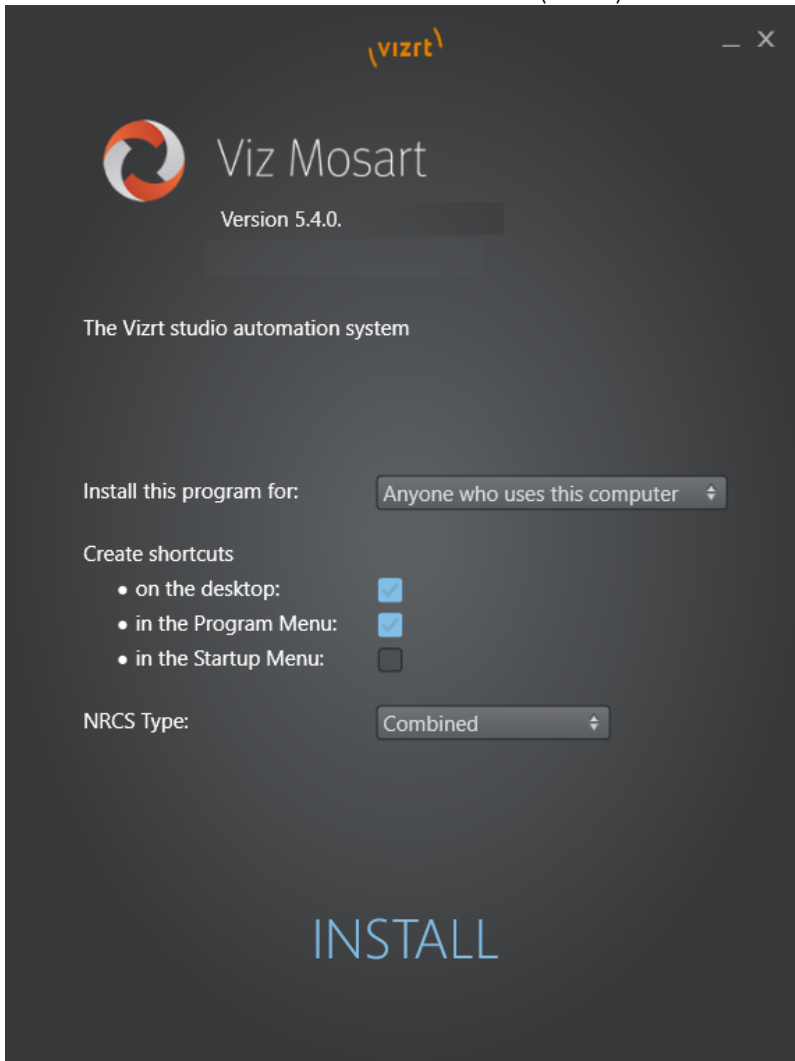 vizrt
Viz Mosart
Version 5.4.0.
The Vizrt studio automation system
Install this program for: Anyone who uses this computer
Create shortcuts
• on the desktop:
• in the Program Menu:
• in the Startup Menu:
NRCS Type: Combined
INSTALL